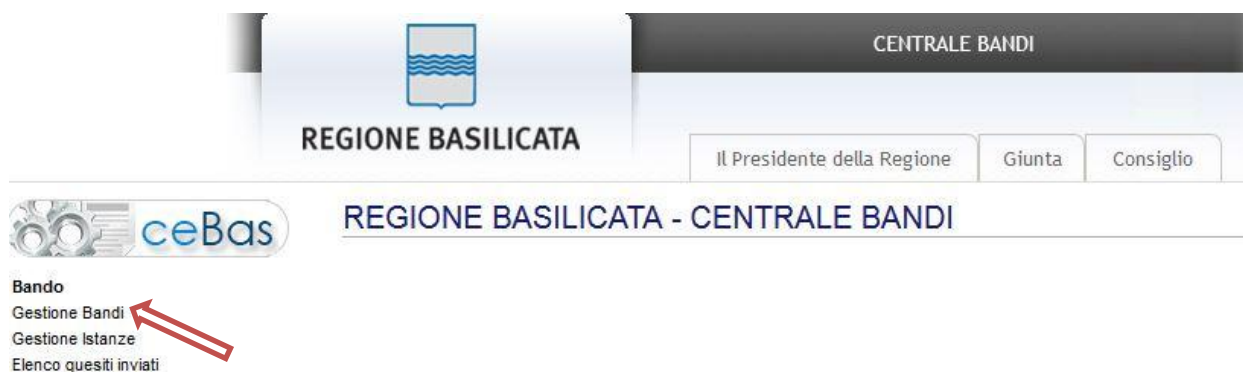 CENTRALE BANDI
REGIONE BASILICATA
Il Presidente della Regione
Giunta
Consiglio
ceBas
REGIONE BASILICATA - CENTRALE BANDI
Bando
Gestione Bandi
Gestione Istanze
Elenco quesiti inviati